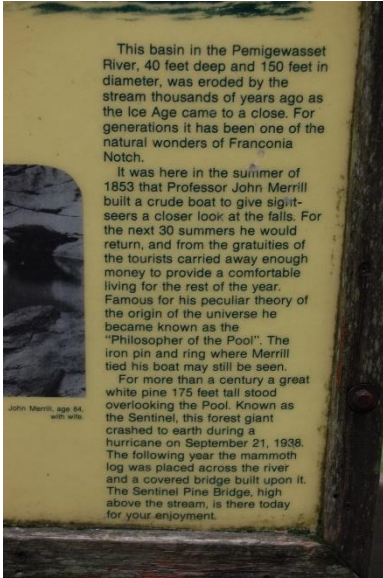 This basin in the Pemigewasset
River, 40 feet deep and 150 feet in
diameter, was eroded by the
stream thousands of years ago as
the Ice Age came to a close. For
generations it has been one of the
natural wonders of Franconia
Notch.
It was here in the summer of
1853 that Professor John Merrill
built a crude boat to give sight-
seers a closer look at the falls. For
the next 30 summers he would
return, and from the gratuities of
the tourists carried away enough
money to provide a comfortable
living for the rest of the year.
Famous for his peculiar theory of
the origin of the universe he
became known as the
"Philosopher of the Pool". The
iron pin and ring where Merrill
tied his boat may still be seen.
For more than a century a great
white pine 175 feet tall stood
overlooking the Pool. Known as
the Sentinel, this forest giant
crashed to earth during a
hurricane on September 21, 1938.
The following year the mammoth
log was placed across the river
and a covered bridge built upon it.
The Sentinel Pine Bridge, high
above the stream, is there today
for your enjoyment.
John Merrill, age 84,
with wife.